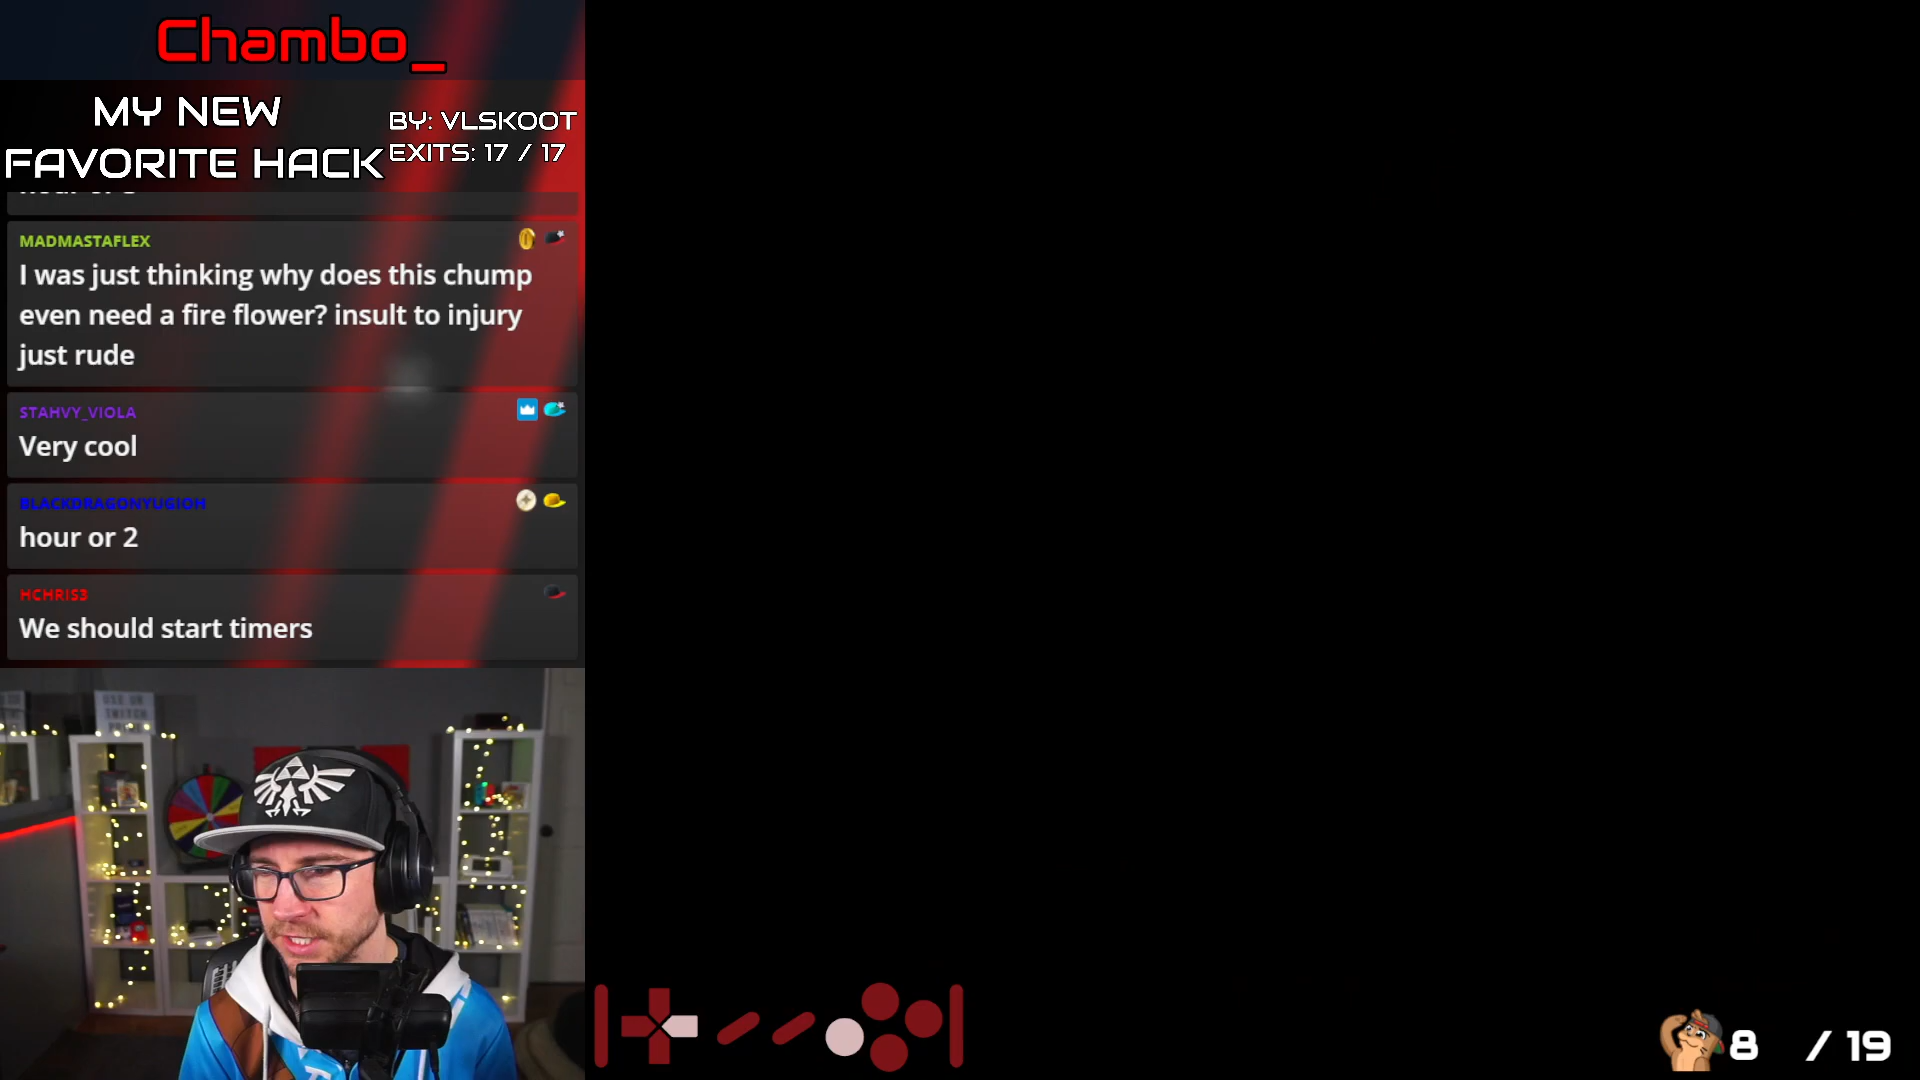 Chambo_
MY NEW
FAVORITE HACK
BY: VLSKOOT
EXITS: 17 / 17
MADMASTAFLEX
I was just thinking why does this chump
even need a fire flower? insult to injury
just rude
STAHVY_VIOLA
Very cool
BLACKDRAGONYUGIOH
hour or 2
HCHRIS3
We should start timers
8 / 19